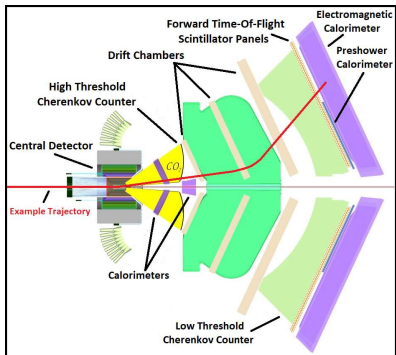 Forward Time-Of-Flight
Scintillator Panels
Electromagnetic
Calorimeter
Preshower
Calorimeter
Drift Chambers
High Threshold
Cherenkov Counter
Central Detector
CO2
Example Trajectory
Calorimeters
Low Threshold
Cherenkov Counter